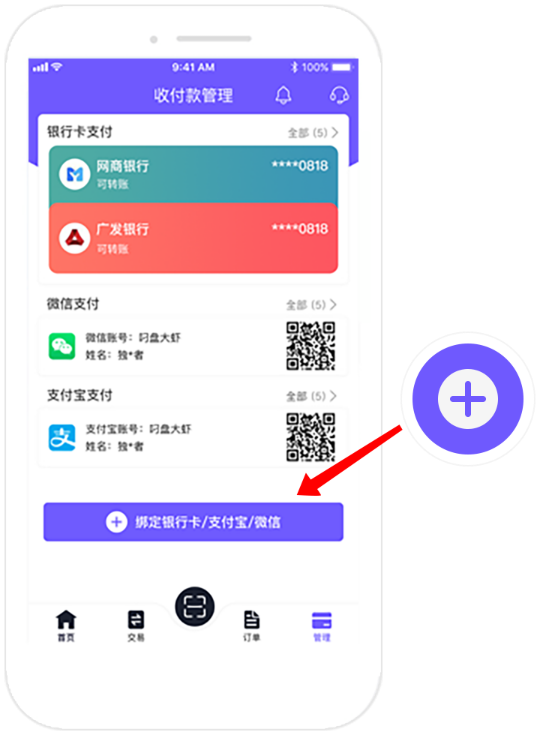 9:41 AM
100%
收付款管理
银行卡支付
全部 (5)
网商银行
****0818
可转账
广发银行
****0818
可转账
微信支付
全部 (5)
微信账号：叼盘大虾
姓名：独*者
支付宝支付
全部 (5)
支付宝账号：叼盘大虾
姓名：独*者
绑定银行卡/支付宝/微信
首页
交易
订单
管理